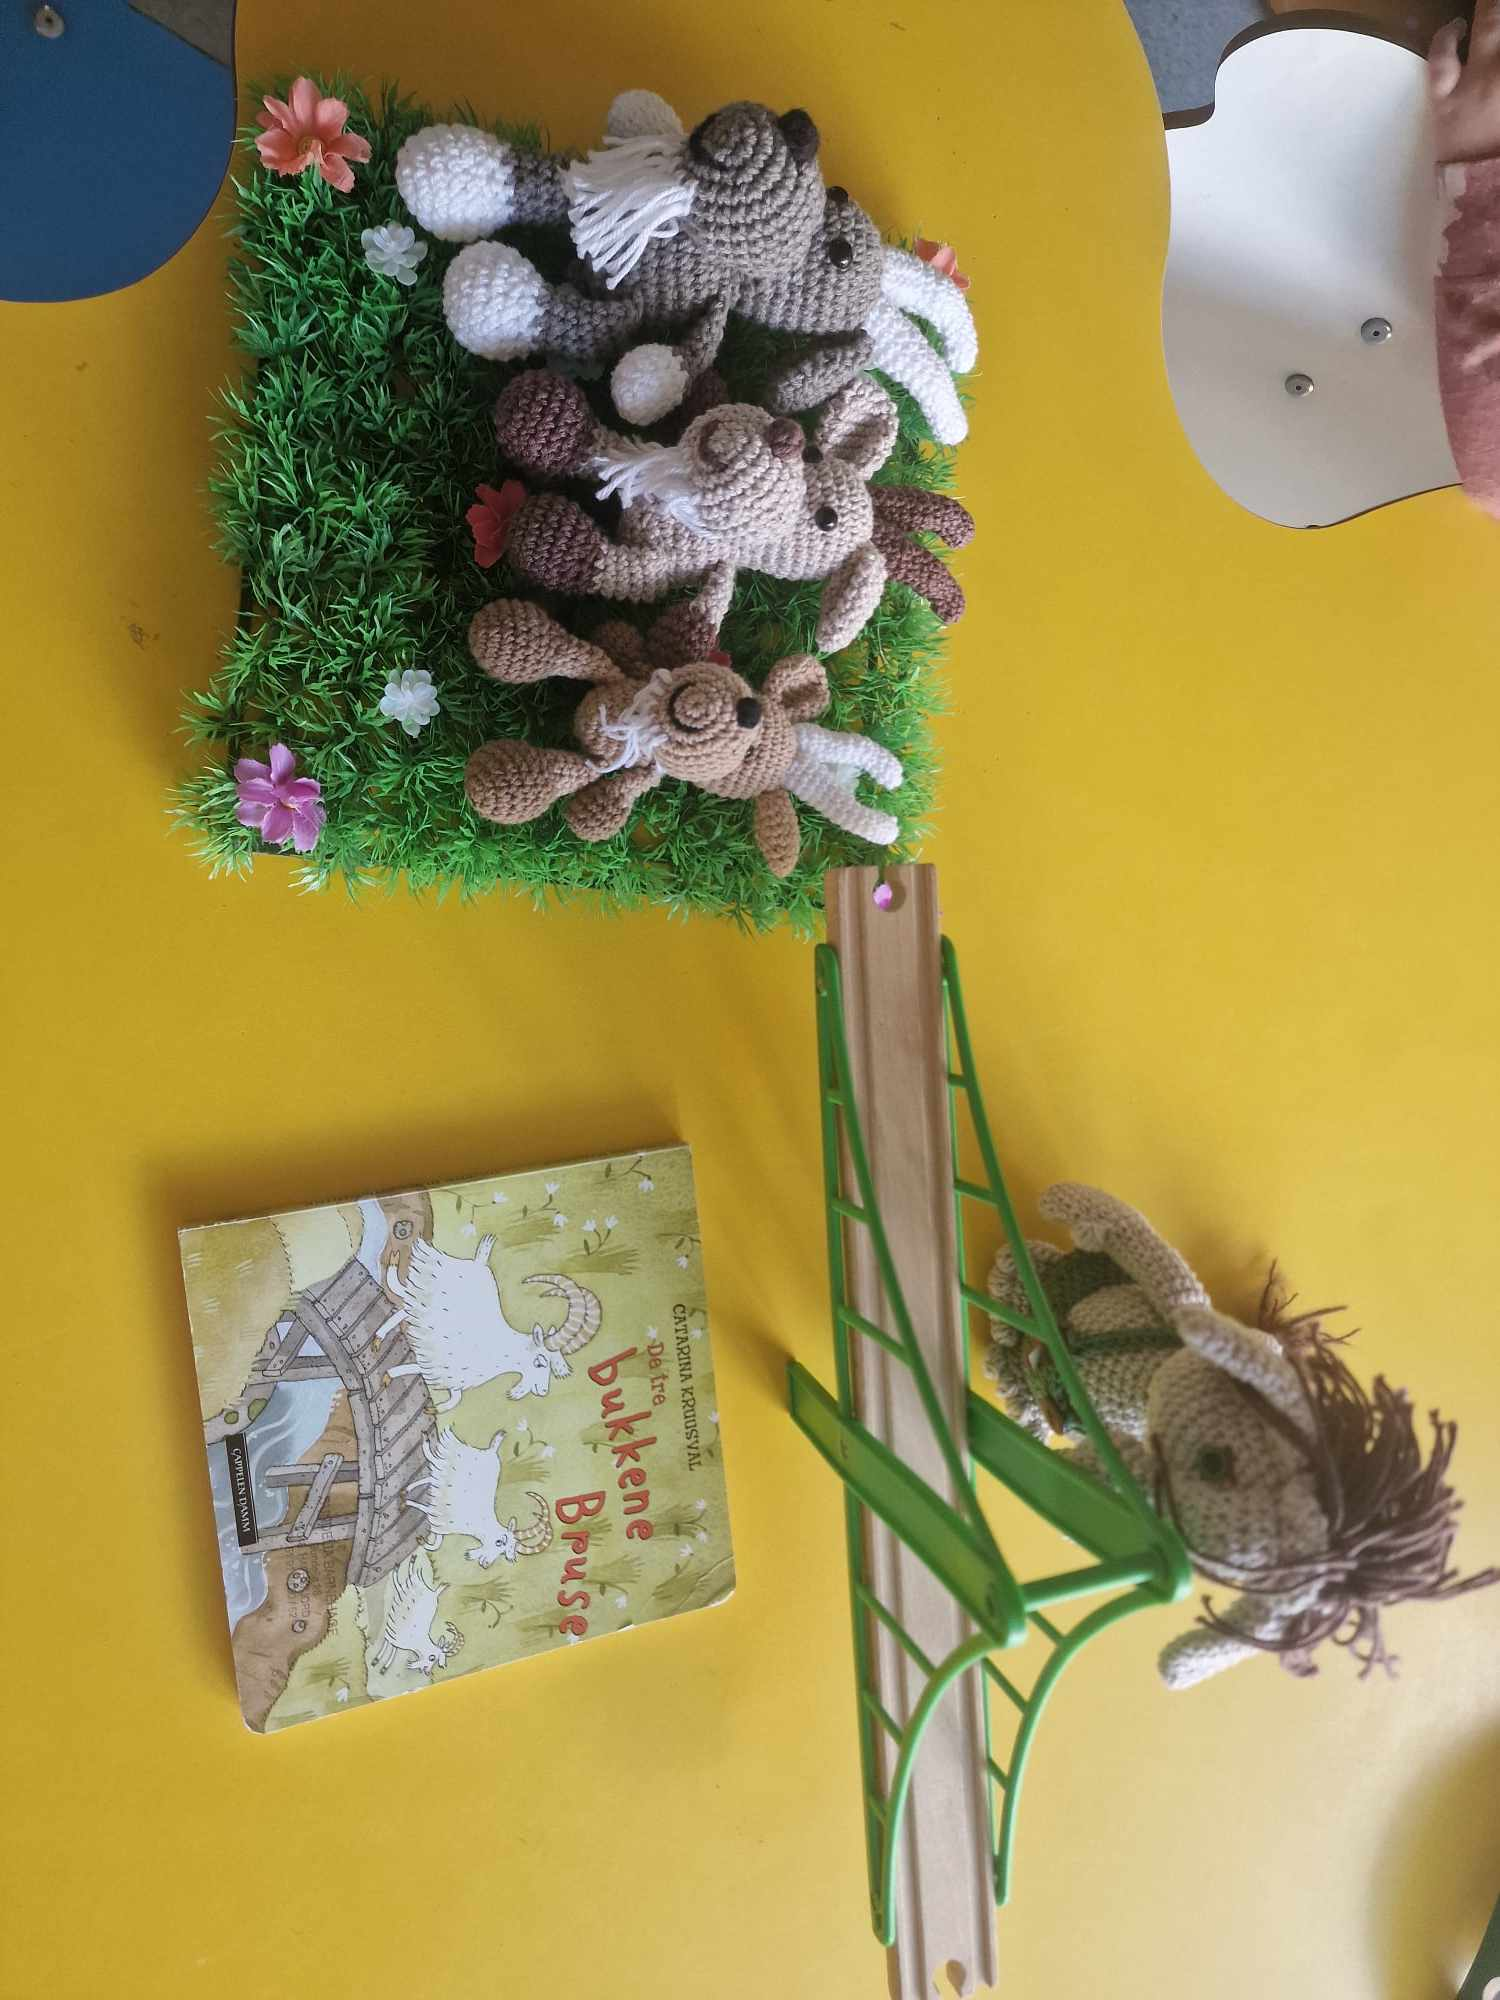 CATARINA KRUUSVAL
De tre
bukkene
Bruse
CAPPELEN DAMM